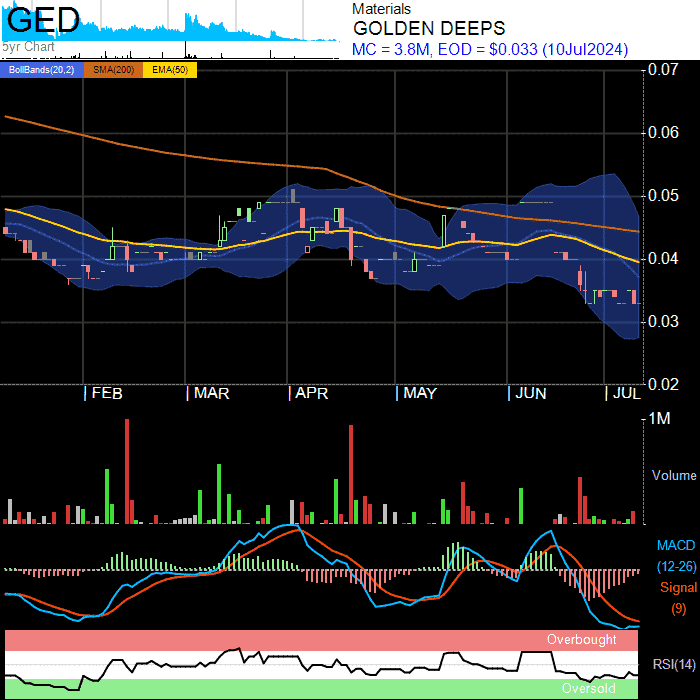 GED
5yr Chart
Materials
GOLDEN DEEPS
MC = 3.8M, EOD = $0.033 (10Jul2024)
BollBands(20,2) SMA(200) EMA(50)
0.07
0.06
0.05
0.04
0.03
0.02
FEB MAR APR MAY JUN JUL
1M
Volume
MACD
(12-26)
Signal
(9)
Overbought
RSI(14)
Oversold